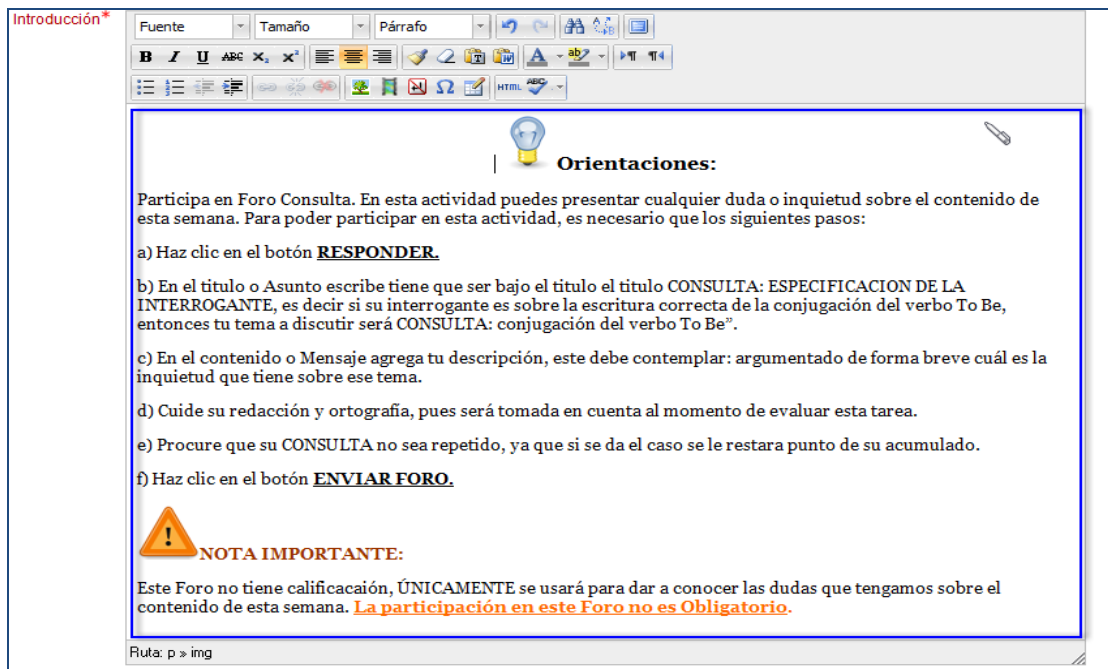 Introducción*
Fuente Tamaño Párrafo
B I U ABC X₂ X² A ab
HTML ABC
Orientaciones:
Participa en Foro Consulta. En esta actividad puedes presentar cualquier duda o inquietud sobre el contenido de
esta semana. Para poder participar en esta actividad, es necesario que los siguientes pasos:
a) Haz clic en el botón RESPONDER.
b) En el titulo o Asunto escribe tiene que ser bajo el titulo el titulo CONSULTA: ESPECIFICACION DE LA
INTERROGANTE, es decir si su interrogante es sobre la escritura correcta de la conjugación del verbo To Be,
entonces tu tema a discutir será CONSULTA: conjugación del verbo To Be”.
c) En el contenido o Mensaje agrega tu descripción, este debe contemplar: argumentado de forma breve cuál es la
inquietud que tiene sobre ese tema.
d) Cuide su redacción y ortografía, pues será tomada en cuenta al momento de evaluar esta tarea.
e) Procure que su CONSULTA no sea repetido, ya que si se da el caso se le restara punto de su acumulado.
f) Haz clic en el botón ENVIAR FORO.
NOTA IMPORTANTE:
Este Foro no tiene calificacaión, ÚNICAMENTE se usará para dar a conocer las dudas que tengamos sobre el
contenido de esta semana. La participación en este Foro no es Obligatorio.
Ruta: p » img